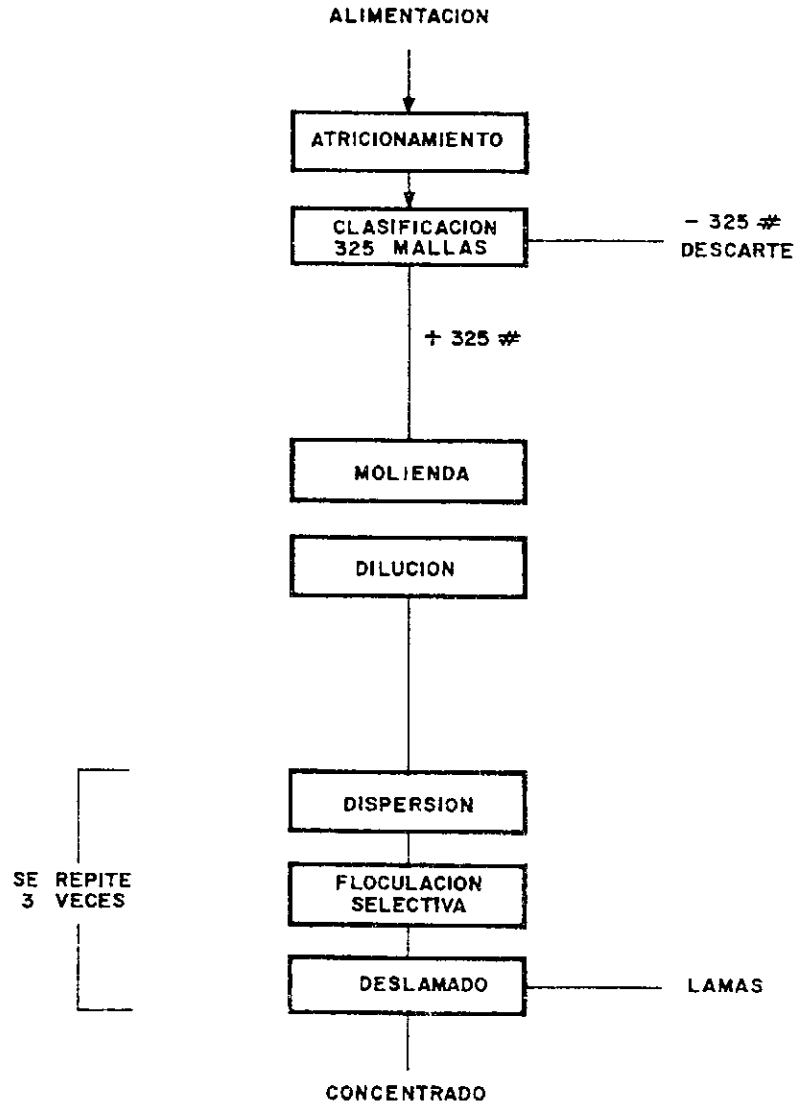 ALIMENTACION
ATRICIONAMIENTO
CLASIFICACION
325 MALLAS
- 325 #
DESCARTE
+ 325 #
MOLIENDA
DILUCION
DISPERSION
SE REPITE
3 VECES
FLOCULACION
SELECTIVA
DESLAMADO
LAMAS
CONCENTRADO